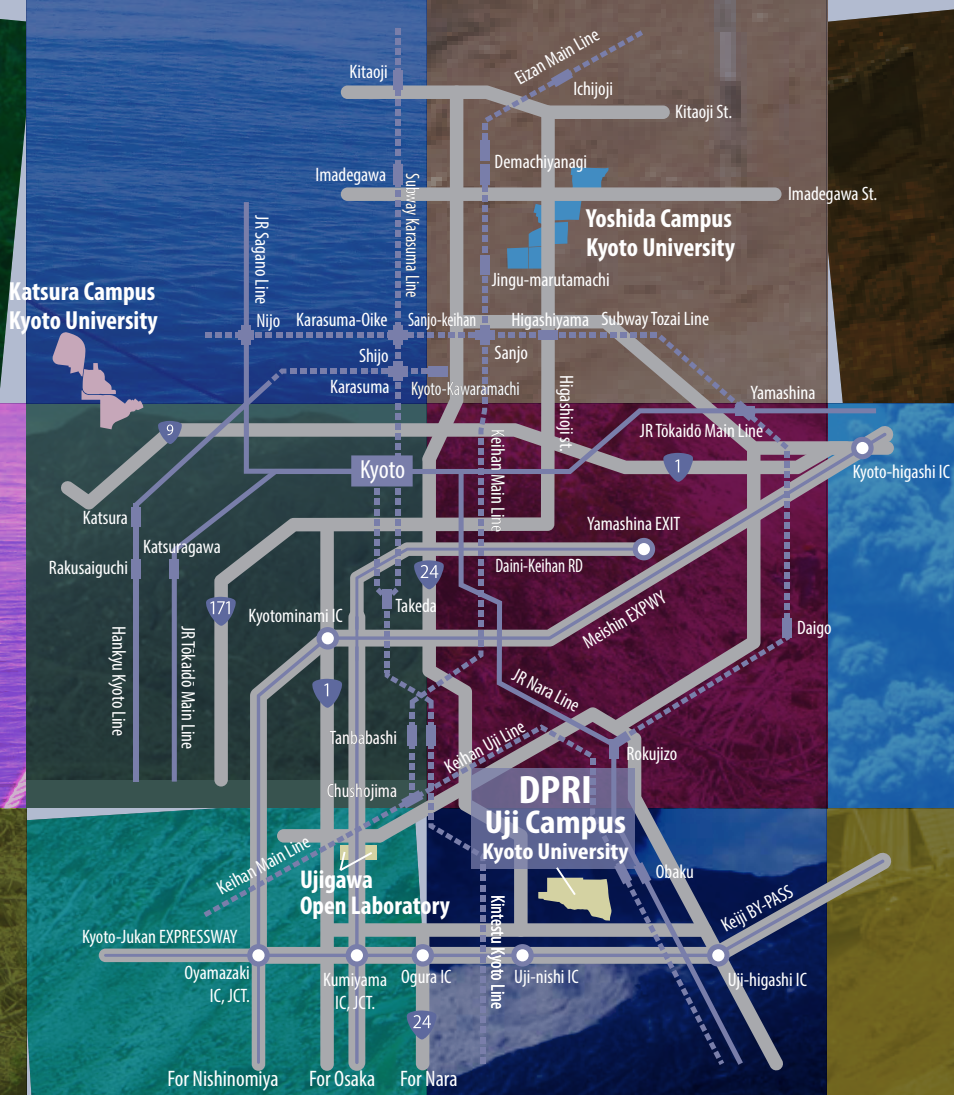 Eizan Main Line
Kitaoji
Ichijoji
Kitaoji St.
Demachiyanagi
Imadegawa
Imadegawa St.
Subway Karasuma Line
JR Sagano Line
Yoshida Campus
Kyoto University
Jingu-marutamachi
Katsura Campus
Kyoto University
Nijo
Karasuma-Oike
Sanjo-keihan
Higashiyama
Subway Tozai Line
Shijo
Sanjo
Karasuma
Kyoto-Kawaramachi
Higashioji st.
Yamashina
9
Keihan Main Line
JR Tōkaidō Main Line
1
Kyoto
Kyoto-higashi IC
Katsura
Yamashina EXIT
Katsuragawa
Rakusaiguchi
Daini-Keihan RD
24
171
Kyotominami IC
Takeda
Meishin EXPWY
Daigo
Hankyu Kyoto Line
JR Tōkaidō Main Line
1
JR Nara Line
Tanbabashi
Keihan Uji Line
Rokujizo
Chushojima
DPRI
Uji Campus
Kyoto University
Keihan Main Line
Ujigawa
Open Laboratory
Obaku
Kintestu Kyoto Line
Keiji BY-PASS
Kyoto-Jukan EXPRESSWAY
Oyamazaki
IC, JCT.
Kumiyama
IC, JCT.
Ogura IC
Uji-nishi IC
Uji-higashi IC
24
For Nishinomiya
For Osaka
For Nara